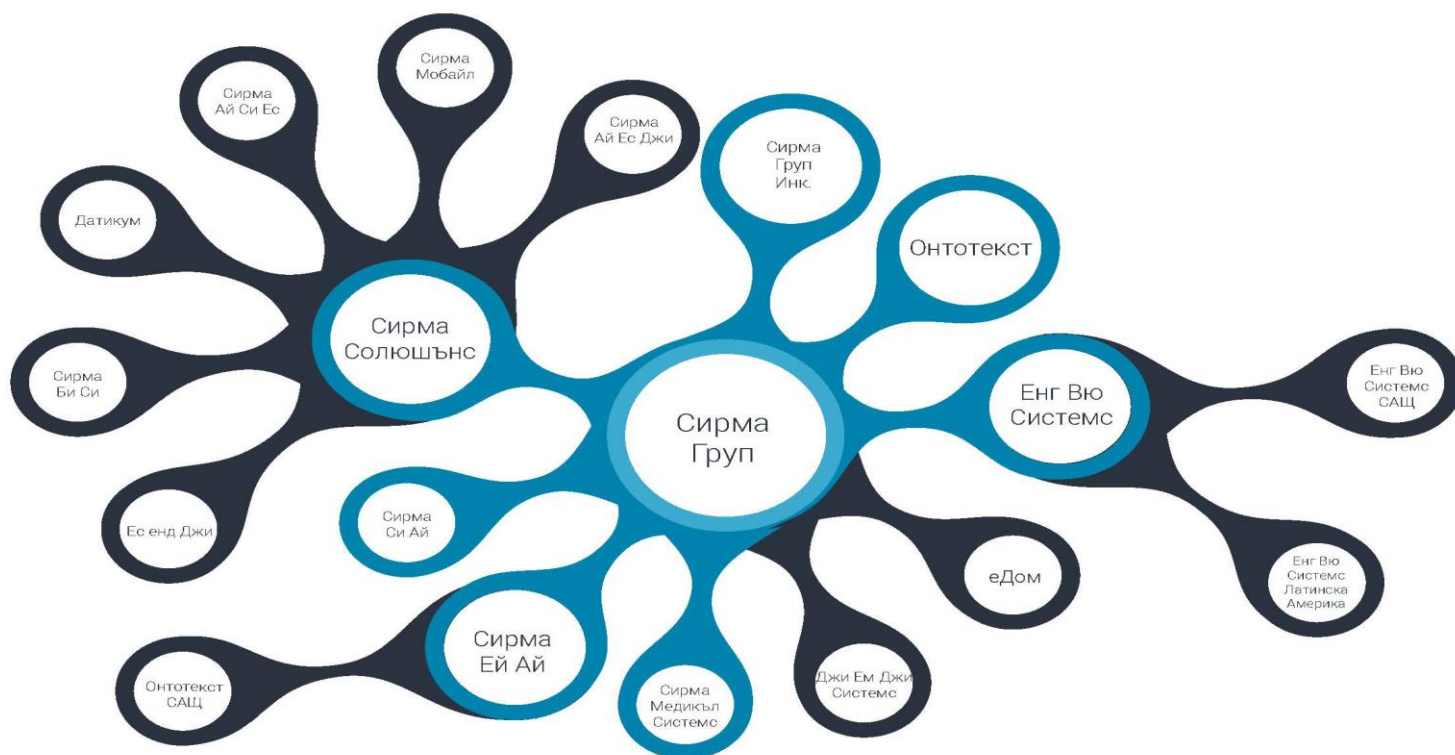 Сирма
Мобайл
Сирма
Ай Си Ес
Сирма
Ай Ес Джи
Сирма
Груп
Инк.
Датикум
Онтотекст
Сирма
Солюшънс
Сирма
Би Си
Енг Вю
Системс
Енг Вю
Системс
САЩ
Сирма
Груп
Ес енд Джи
Сирма
Си Ай
еДом
Енг Вю
Системс
Латинска
Америка
Сирма
Ей Ай
Онтотекст
САЩ
Сирма
Медикъл
Системс
Джи Ем Джи
Системс